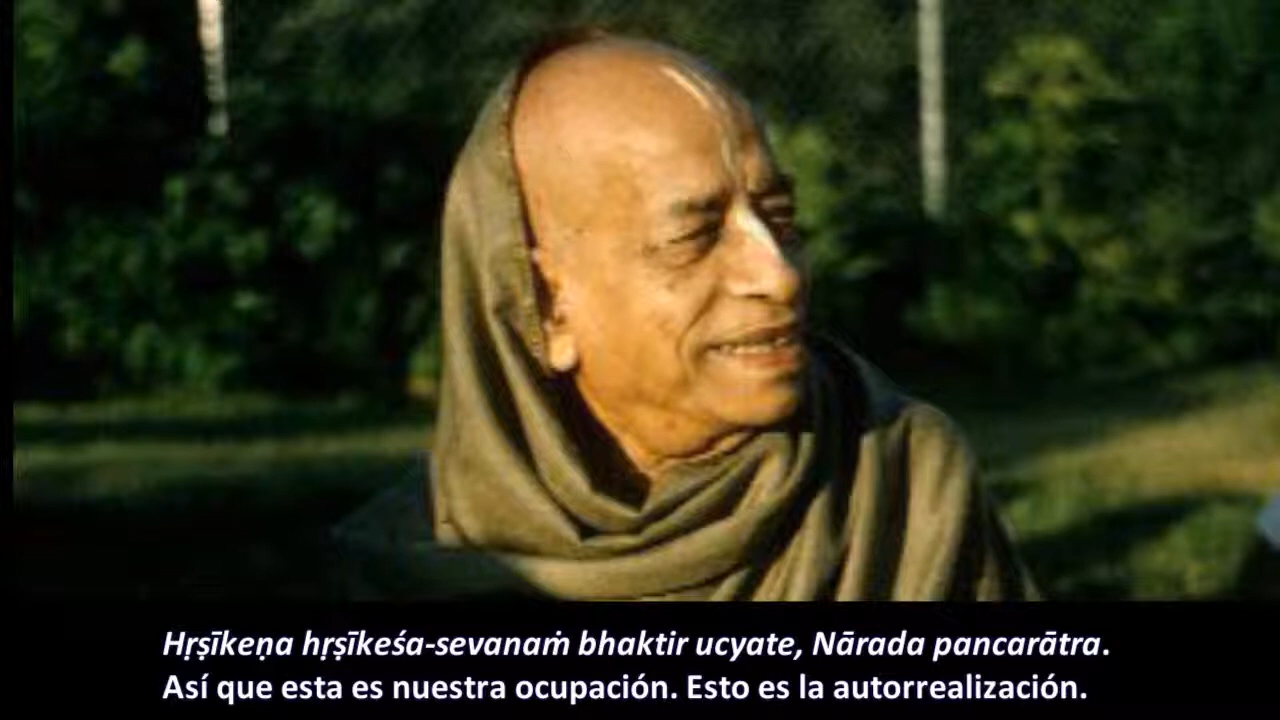 Hṛṣīkeṇa hṛṣīkeśa-sevanaṁ bhaktir ucyate, Nārada pancarātra.
Así que esta es nuestra ocupación. Esto es la autorrealización.